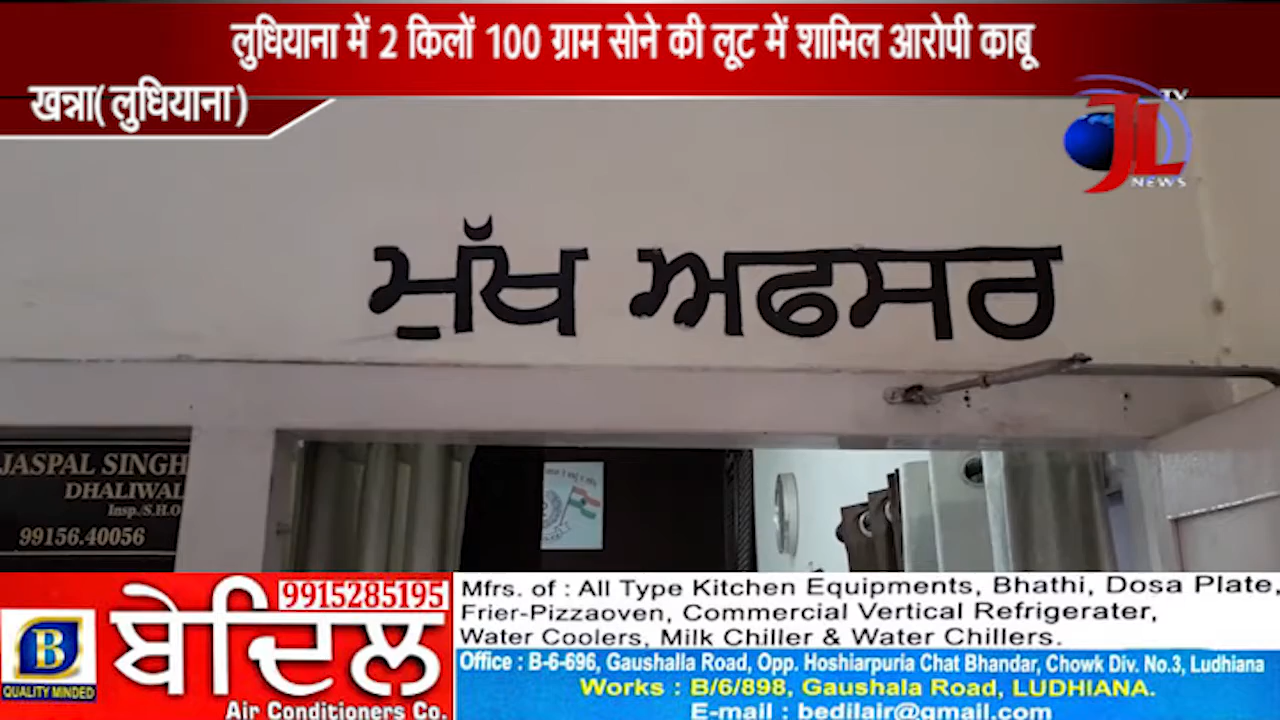 लुधियाना में 2 किलों 100 ग्राम सोने की लूट में शामिल आरोपी काबू
खन्ना(लुधियाना)
JL TV
NEWS
ਮੁੱਖ ਅਫਸਰ
JASPAL SINGH
DHALIWAL
Insp./S.H.O
99156.40056
B
QUALITY MINDED
ਬੇਦਿਲ
9915285195
Air Conditioners Co.
Mfrs. of : All Type Kitchen Equipments, Bhathi, Dosa Plate,
Frier-Pizzaoven, Commercial Vertical Refrigerater,
Water Coolers, Milk Chiller & Water Chillers.
Office : B-6-696, Gaushalla Road, Opp. Hoshiarpuria Chat Bhandar, Chowk Div. No.3, Ludhiana
Works : B/6/898, Gaushala Road, LUDHIANA.
E-mail : bedilair@gmail.com